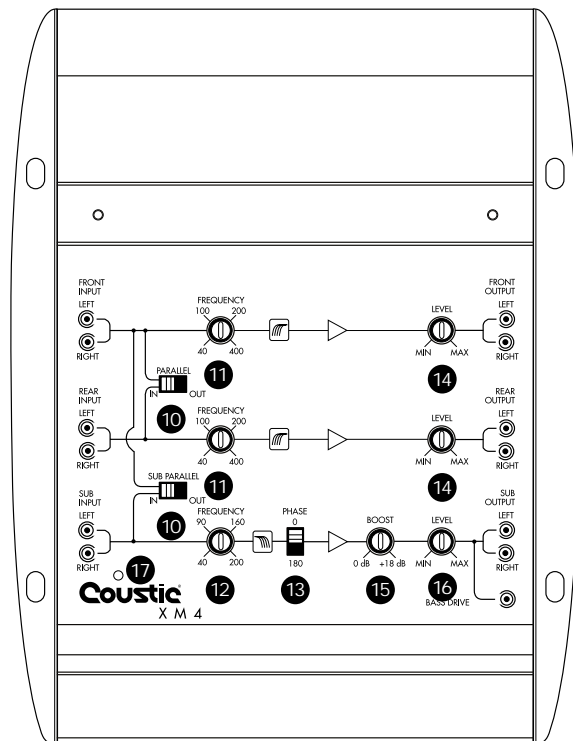 FRONT INPUT
LEFT
RIGHT
FREQUENCY
100 200
40 400
11
LEVEL
MIN MAX
14
FRONT OUTPUT
LEFT
RIGHT
PARALLEL
IN OUT
10
REAR INPUT
LEFT
RIGHT
FREQUENCY
100 200
40 400
11
LEVEL
MIN MAX
14
REAR OUTPUT
LEFT
RIGHT
SUB PARALLEL
IN OUT
10
SUB INPUT
LEFT
RIGHT
FREQUENCY
90 160
40 200
12
PHASE
0
180
13
BOOST
0 dB +18 dB
15
LEVEL
MIN MAX
16
SUB OUTPUT
LEFT
RIGHT
BASS DRIVE
17
Coustic
XM4